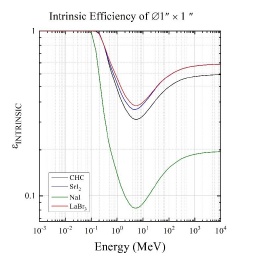 Intrinsic Efficiency of ∅1" × 1 "
1
εINTRINSIC
CHC
SrI2
NaI
LaBr3
0.1
10-3 10-2 10-1 100 101 102 103 104
Energy (MeV)